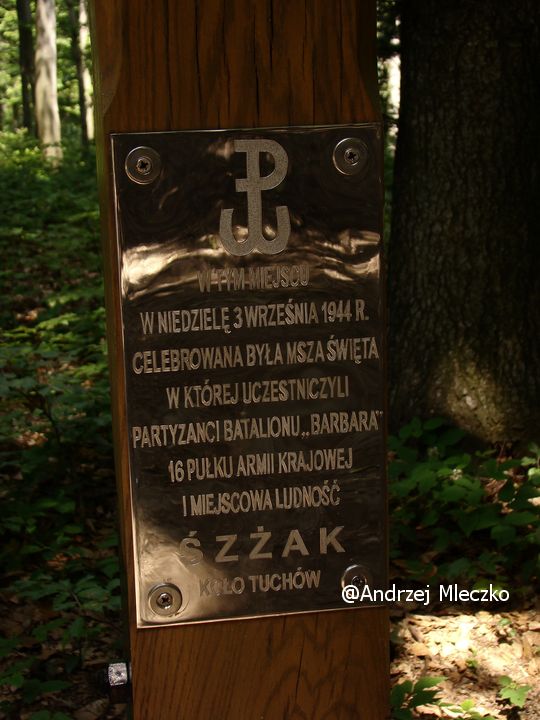 W TYM MIEJSCU
W NIEDZIELĘ 3 WRZEŚNIA 1944 R.
CELEBROWANA BYŁA MSZA ŚWIĘTA
W KTÓREJ UCZESTNICZYLI
PARTYZANCI BATALIONU „BARBARA”
16 PUŁKU ARMII KRAJOWEJ
I MIEJSCOWA LUDNOŚĆ
ŚZŻAK
KOŁO TUCHÓW
@Andrzej Mleczko